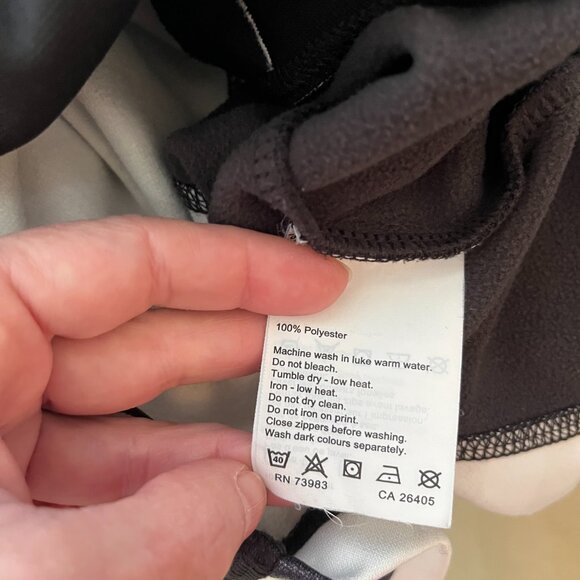 100% Polyester
Machine wash in luke warm water.
Do not bleach.
Tumble dry - low heat.
Iron - low heat.
Do not dry clean.
Do not iron on print.
Close zippers before washing.
Wash dark colours separately.
40
RN 73983
CA 26405